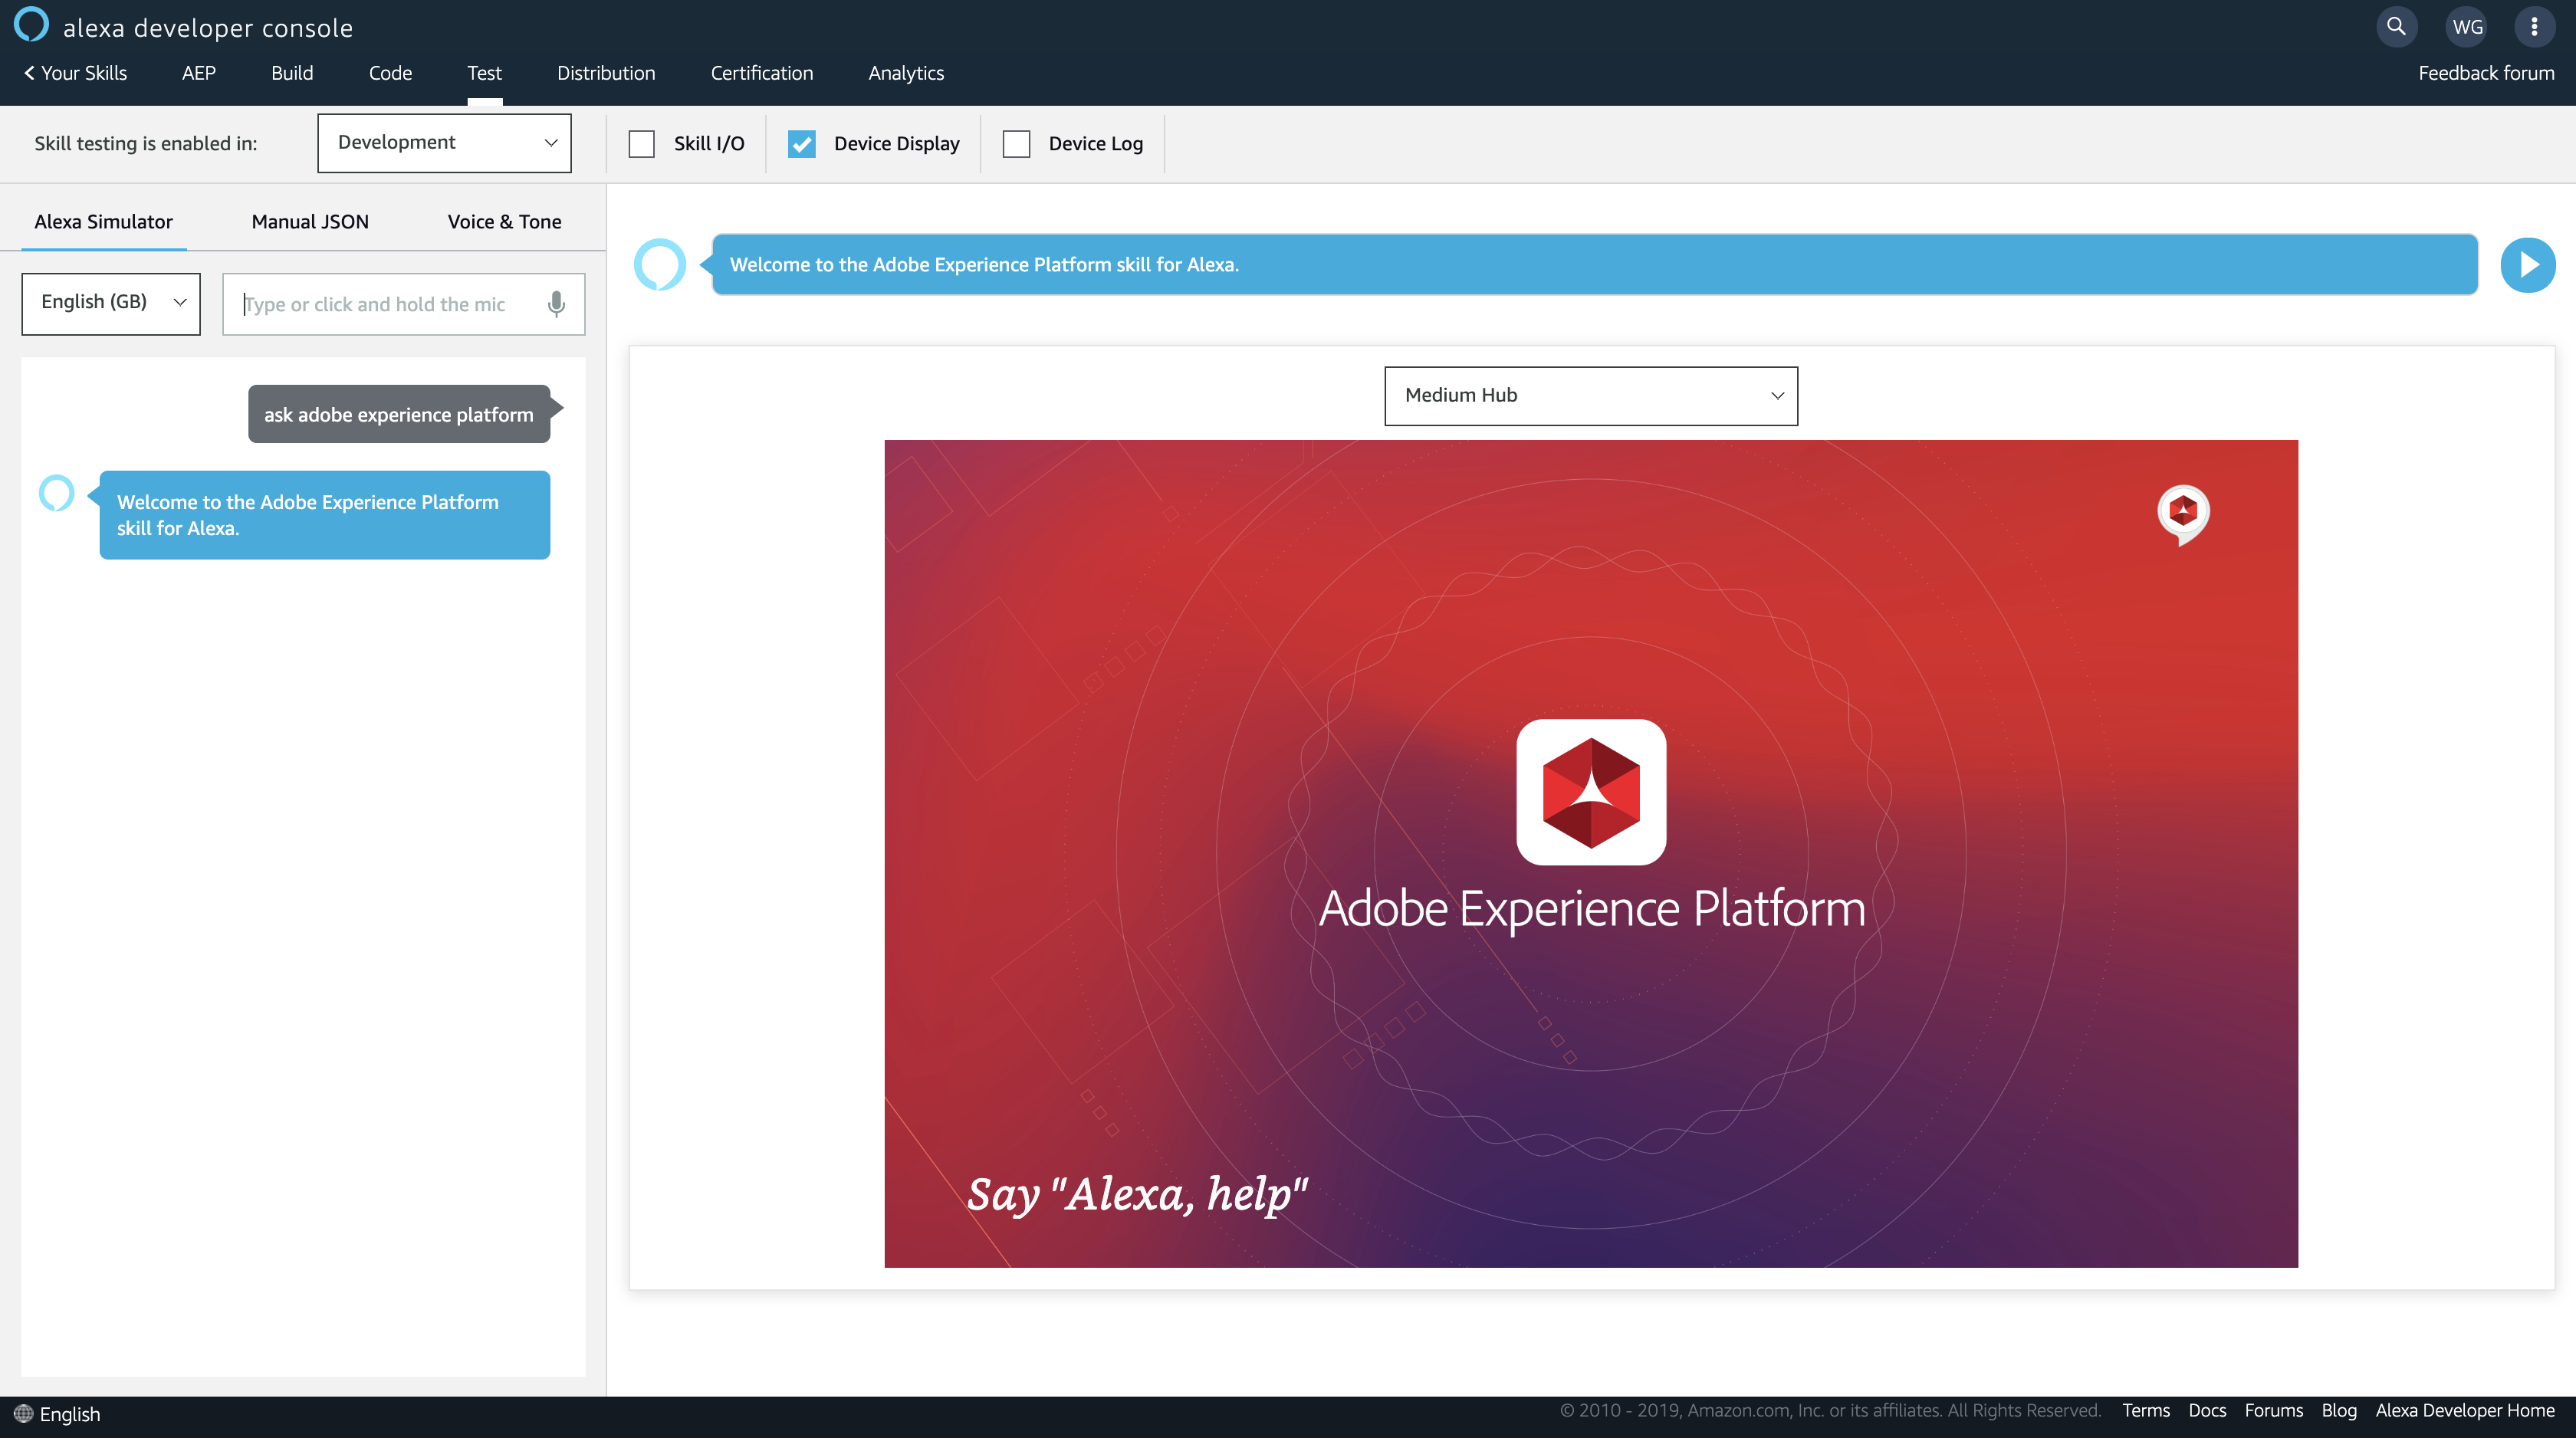 alexa developer console
WG
Your Skills
AEP
Build
Code
Test
Distribution
Certification
Analytics
Feedback forum
Skill testing is enabled in:
Development
Skill I/O
Device Display
Device Log
Alexa Simulator
Manual JSON
Voice & Tone
English (GB)
Type or click and hold the mic
ask adobe experience platform
Welcome to the Adobe Experience Platform
skill for Alexa.
Welcome to the Adobe Experience Platform skill for Alexa.
Medium Hub
Adobe Experience Platform
Say "Alexa, help"
English
© 2010 - 2019, Amazon.com, Inc. or its affiliates. All Rights Reserved.
Terms
Docs
Forums
Blog
Alexa Developer Home